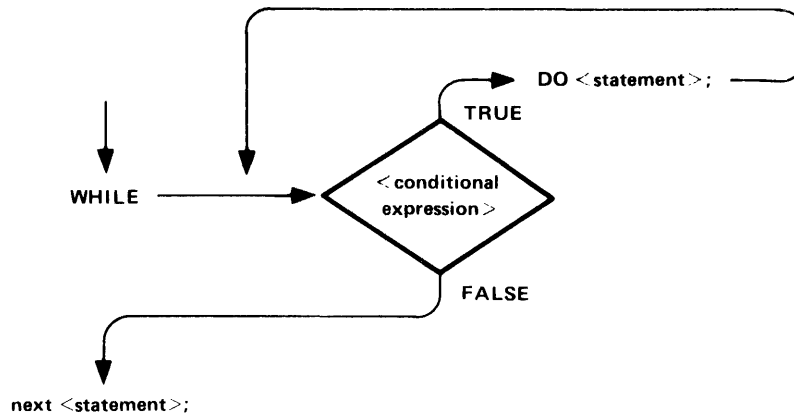 DO <statement>;
TRUE
WHILE
<conditional
expression>
FALSE
next <statement>;